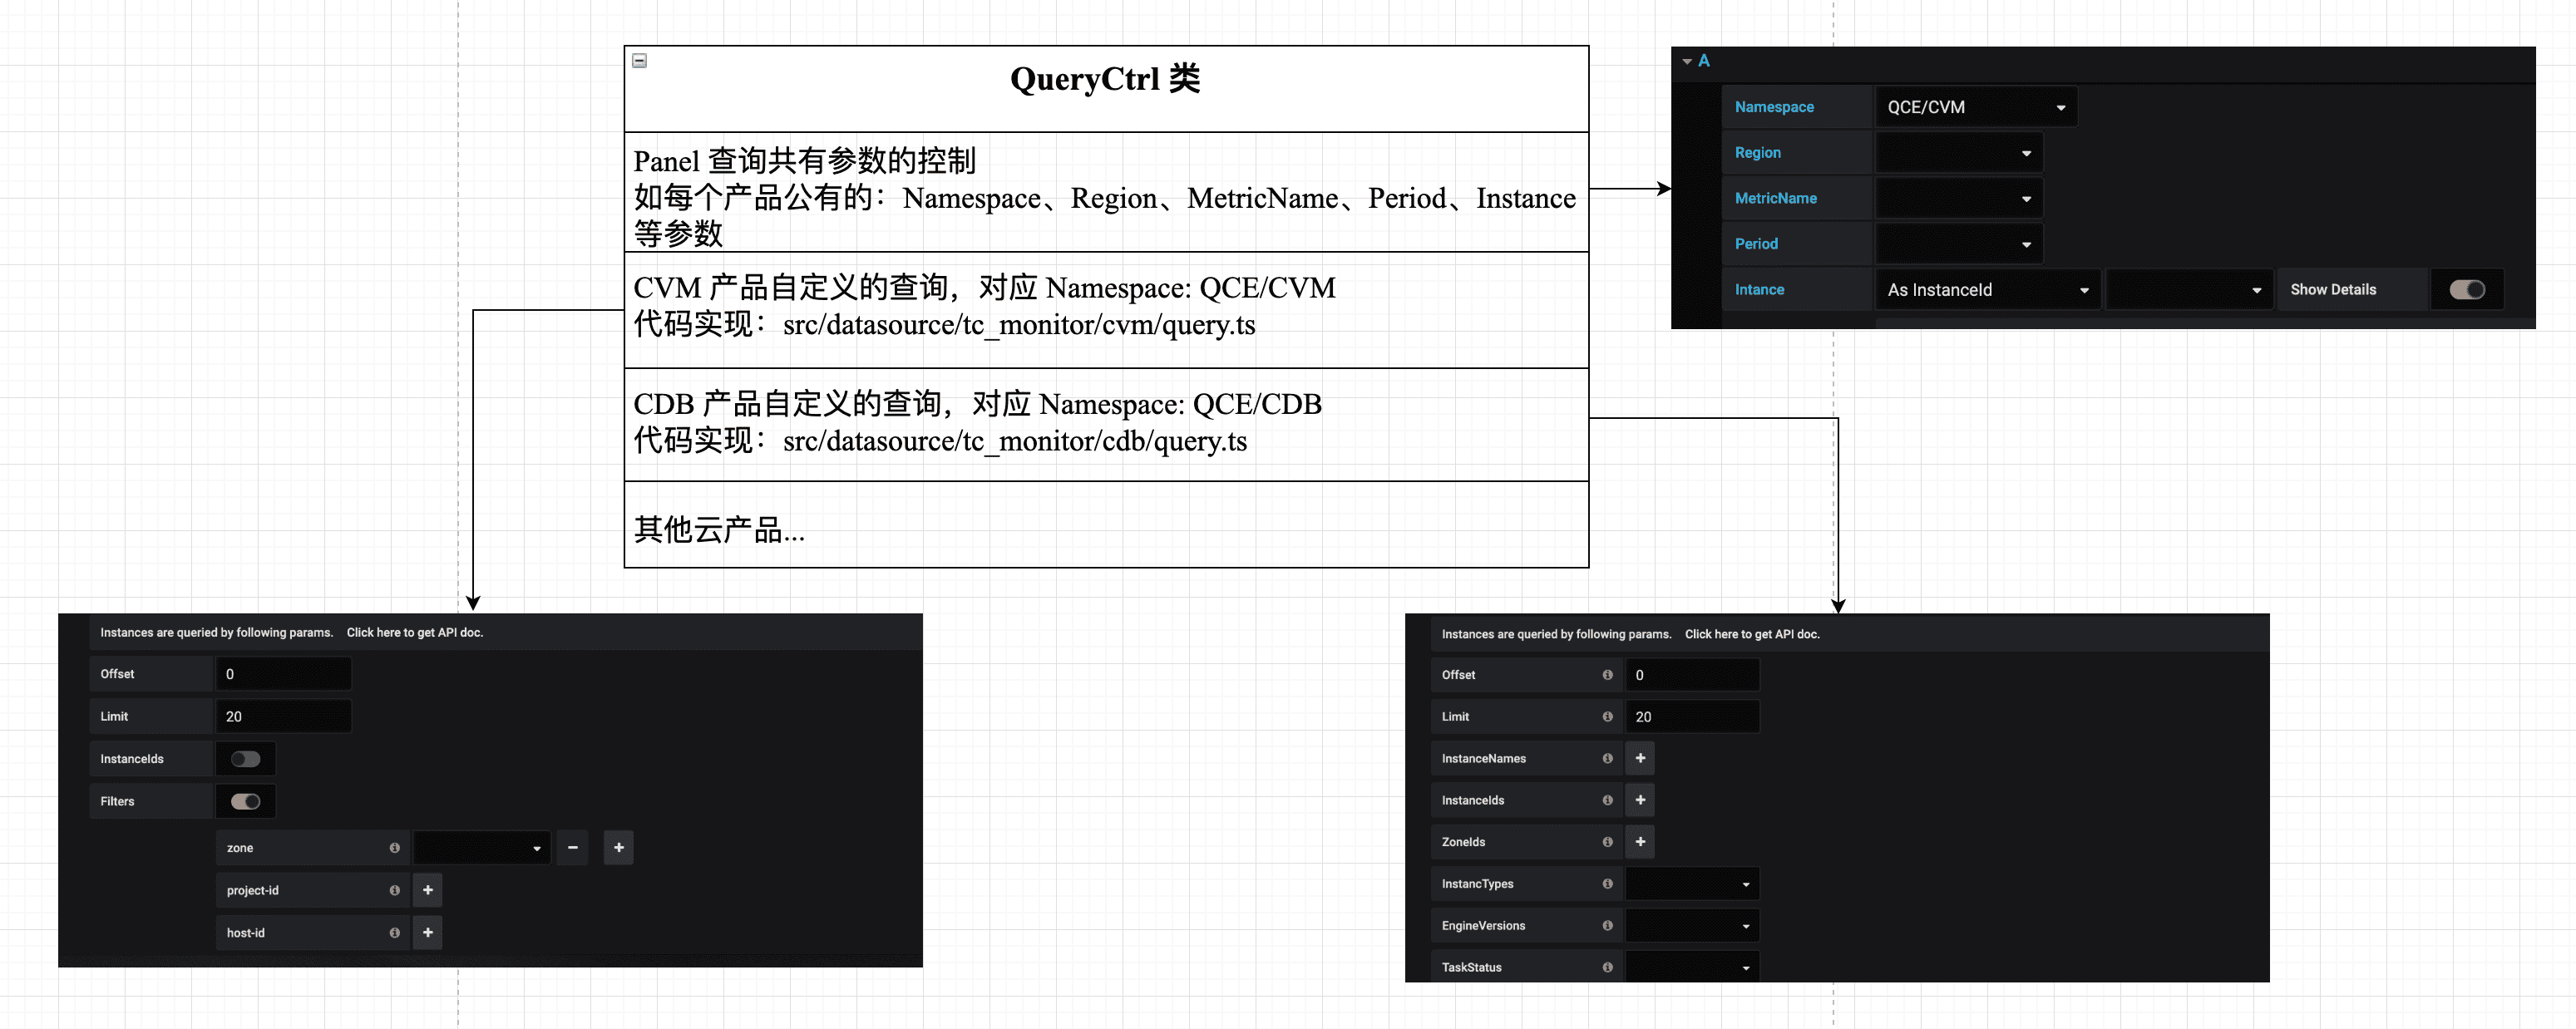 QueryCtrl 类
Panel 查询共有参数的控制
如每个产品公有的：Namespace、Region、MetricName、Period、Instance
等参数
CVM 产品自定义的查询，对应 Namespace: QCE/CVM
代码实现：src/datasource/tc_monitor/cvm/query.ts
CDB 产品自定义的查询，对应 Namespace: QCE/CDB
代码实现：src/datasource/tc_monitor/cdb/query.ts
其他云产品...
A
Namespace QCE/CVM
Region
MetricName
Period
Intance As InstanceId Show Details
Instances are queried by following params. Click here to get API doc.
Offset 0
Limit 20
InstanceIds
Filters
zone
project-id
host-id
Instances are queried by following params. Click here to get API doc.
Offset 0
Limit 20
InstanceNames
InstanceIds
ZoneIds
InstancTypes
EngineVersions
TaskStatus